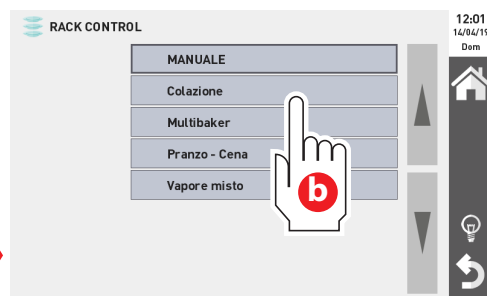 RACK CONTROL
12:01
14/04/19
Dom
MANUALE
Colazione
Multibaker
Pranzo - Cena
Vapore misto
b